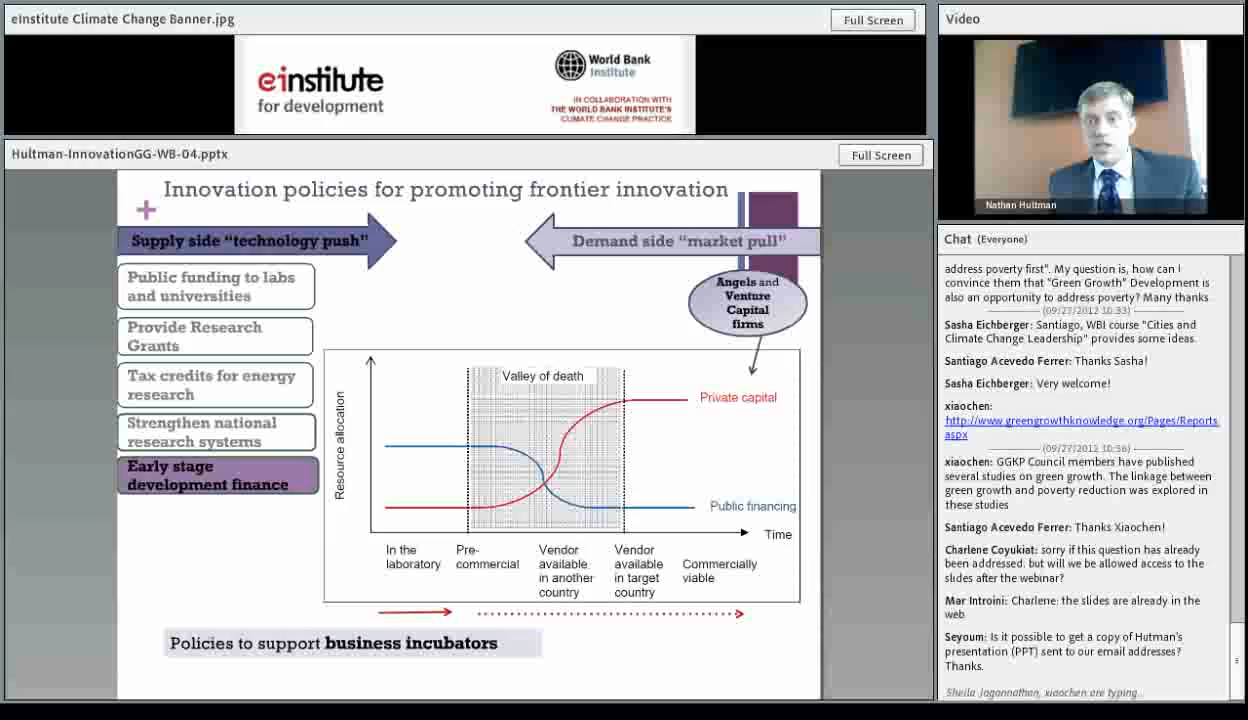 eInstitute Climate Change Banner.jpg
Full Screen
einstitute
for development
World Bank
Institute
IN COLLABORATION WITH
THE WORLD BANK INSTITUTE'S
CLIMATE CHANGE PRACTICE
Hultman-InnovationGG-WB-04.pptx
Full Screen
+
Innovation policies for promoting frontier innovation
Supply side “technology push”
Demand side “market pull”
Public funding to labs
and universities
Provide Research
Grants
Tax credits for energy
research
Strengthen national
research systems
Early stage
development finance
Angels and
Venture
Capital
firms
Valley of death
Private capital
Resource allocation
Public financing
Time
In the
laboratory
Pre-
commercial
Vendor
available
in another
country
Vendor
available
in target
country
Commercially
viable
Policies to support business incubators
Video
Nathan Hultman
Chat (Everyone)
address poverty first". My question is, how can I
convince them that "Green Growth" Development is
also an opportunity to address poverty? Many thanks
(09/27/2012 10:33)
Sasha Eichberger: Santiago, WBI course "Cities and
Climate Change Leadership" provides some ideas.
Santiago Acevedo Ferrer: Thanks Sasha!
Sasha Eichberger: Very welcome!
xiaochen:
http://www.greengrowthknowledge.org/Pages/Reports.
aspx
(09/27/2012 10:36)
xiaochen: GGKP Council members have published
several studies on green growth. The linkage between
green growth and poverty reduction was explored in
these studies
Santiago Acevedo Ferrer: Thanks Xiaochen!
Charlene Coyukiat: sorry if this question has already
been addressed. but will we be allowed access to the
slides after the webinar?
Mar Introini: Charlene: the slides are already in the
web.
Seyoum: Is it possible to get a copy of Hutman's
presentation (PPT) sent to our email addresses?
Thanks.
Sheila Jagannathan, xiaochen are typing...